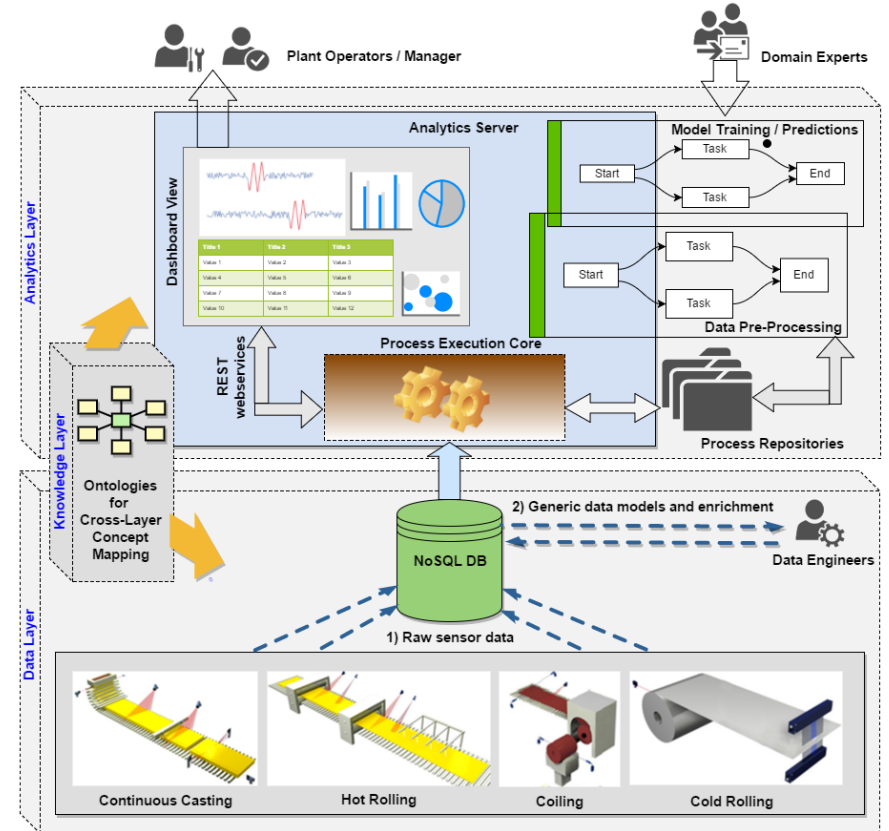 Plant Operators / Manager
Domain Experts
Analytics Layer
Analytics Server
Model Training / Predictions
Start
Task
Task
End
Dashboard View
Title 1 Title 2 Title 3
Value 1 Value 2 Value 3
Value 4 Value 5 Value 6
Value 7 Value 8 Value 9
Value 10 Value 11 Value 12
Start
Task
Task
End
Data Pre-Processing
REST
webservices
Process Execution Core
Process Repositories
Knowledge Layer
Ontologies
for
Cross-Layer
Concept
Mapping
Data Layer
NoSQL DB
2) Generic data models and enrichment
Data Engineers
1) Raw sensor data
Continuous Casting
Hot Rolling
Coiling
Cold Rolling